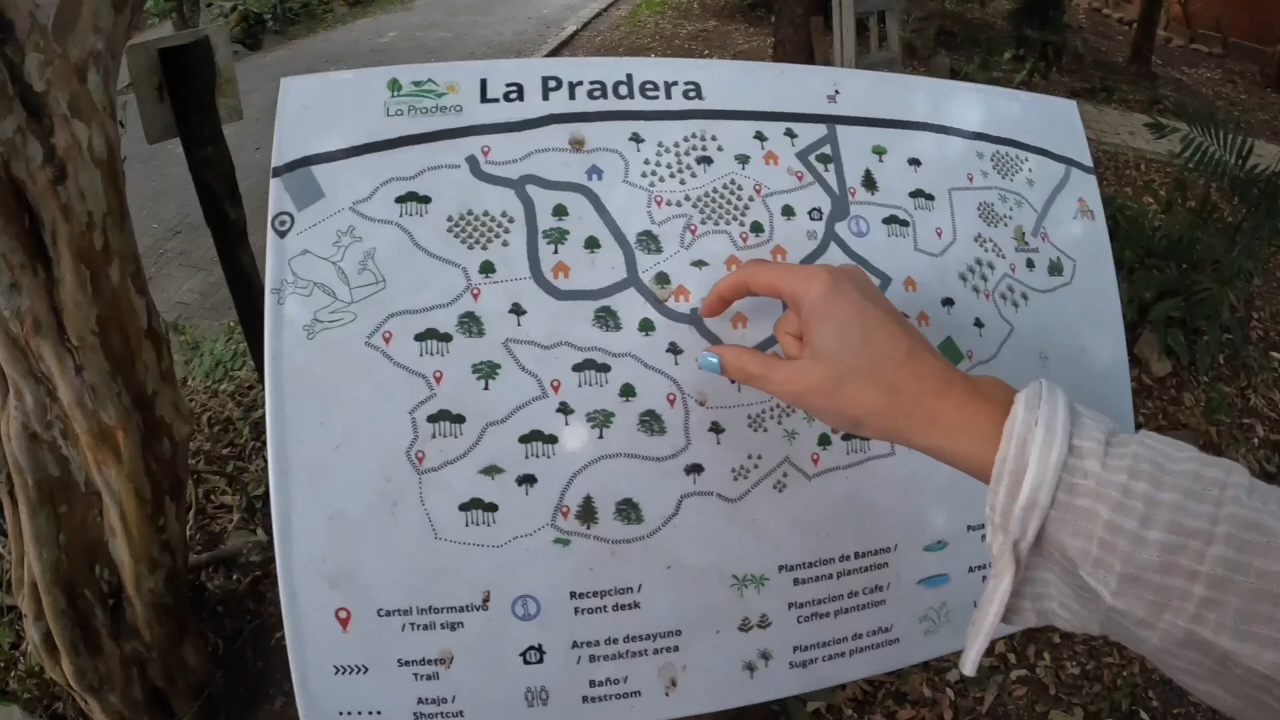 La Pradera
La Pradera
Cartel Informativo
/ Trail sign
Sendero/
Trail
Atajo /
Shortcut
Recepcion /
Front desk
Area de desayuno
/ Breakfast area
Baño /
Restroom
Plantacion de Banano /
Banana plantation
Plantacion de Cafe /
Coffee plantation
Plantacion de caña/
Sugar cane plantation
Poza
Area